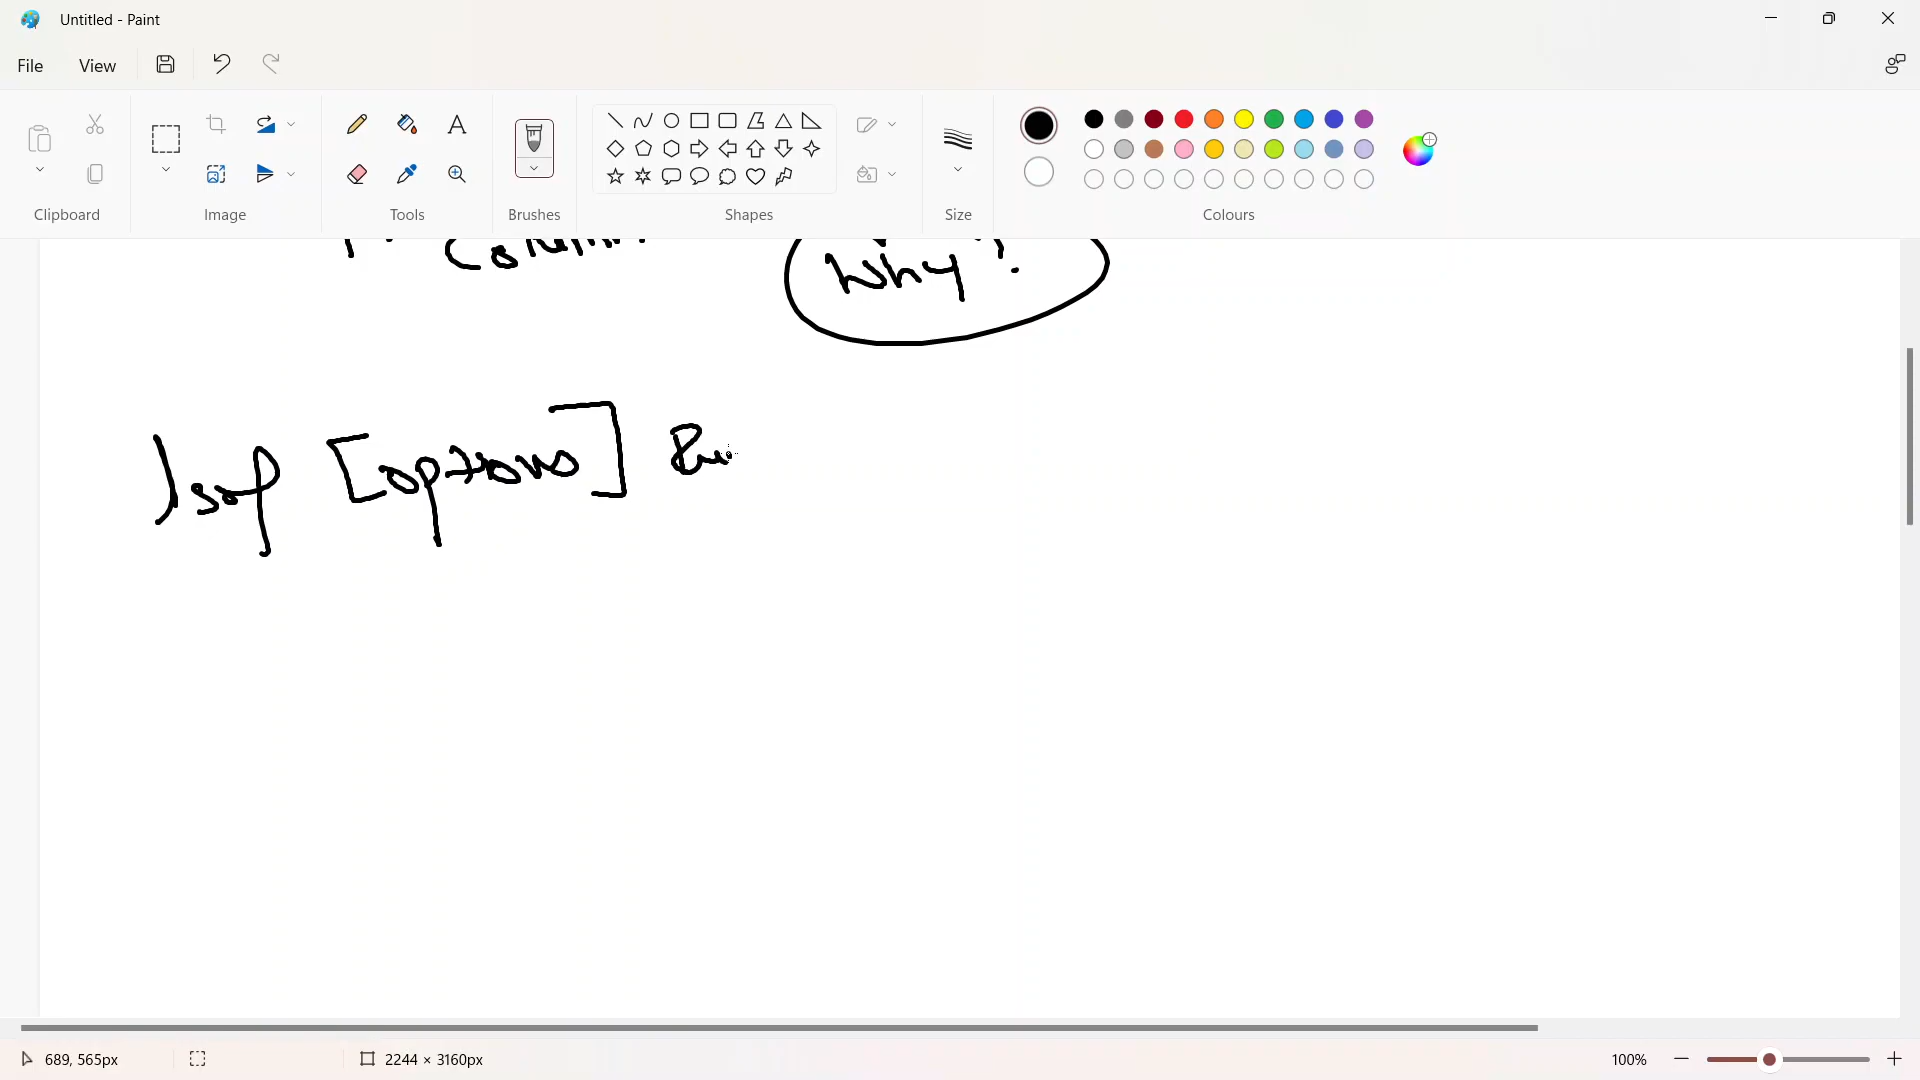 Untitled - Paint
File View
Clipboard Image Tools Brushes Shapes Size Colours
Why?
lsof [options]
689, 565px 2244 × 3160px 100%